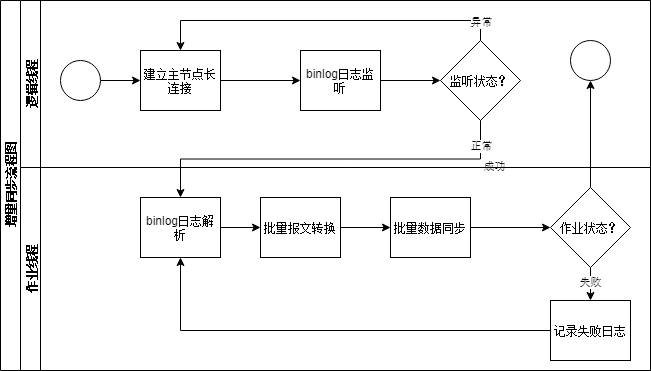 增量同步流程图
逻辑线程
异常
建立主节点长
连接
binlog日志监
听
监听状态？
正常
成功
作业线程
binlog日志解
析
批量报文转换
批量数据同步
作业状态？
失败
记录失败日志